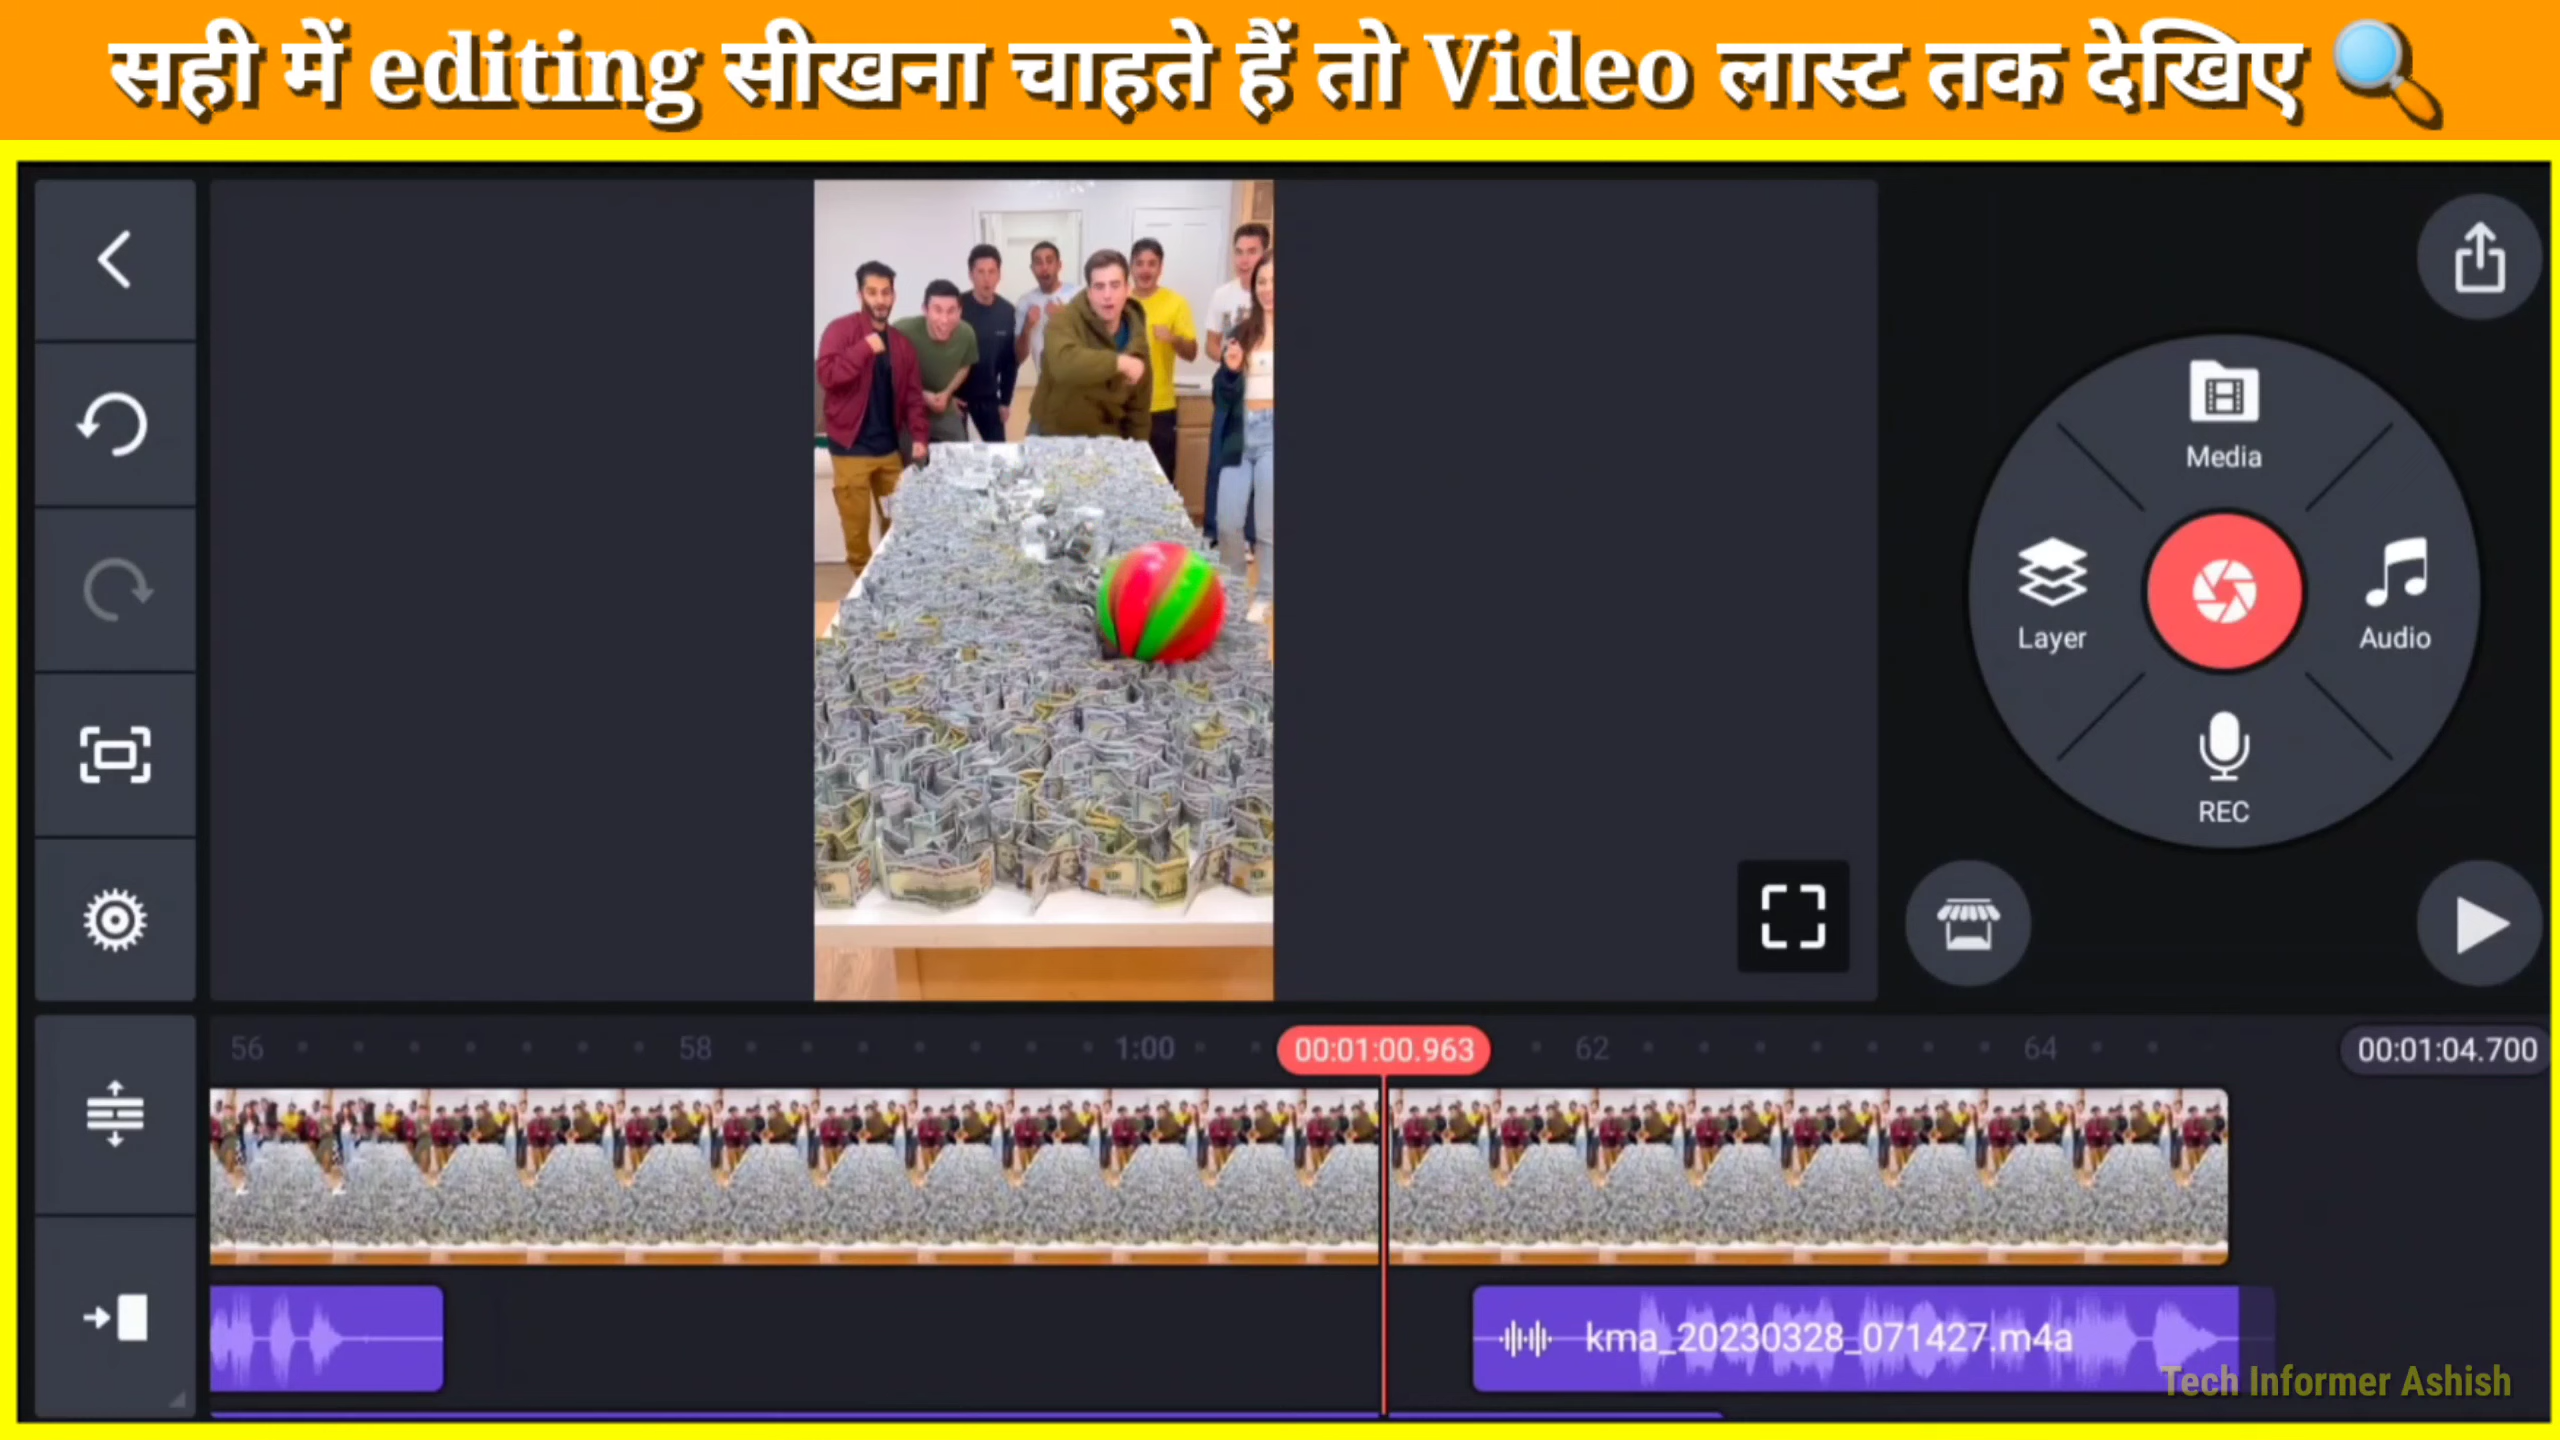 सही में editing सीखना चाहते हैं तो Video लास्ट तक देखिए
Media
Layer
Audio
REC
56
58
1:00
00:01:00.963
62
64
00:01:04.700
kma_20230328_071427.m4a
Tech Informer Ashish